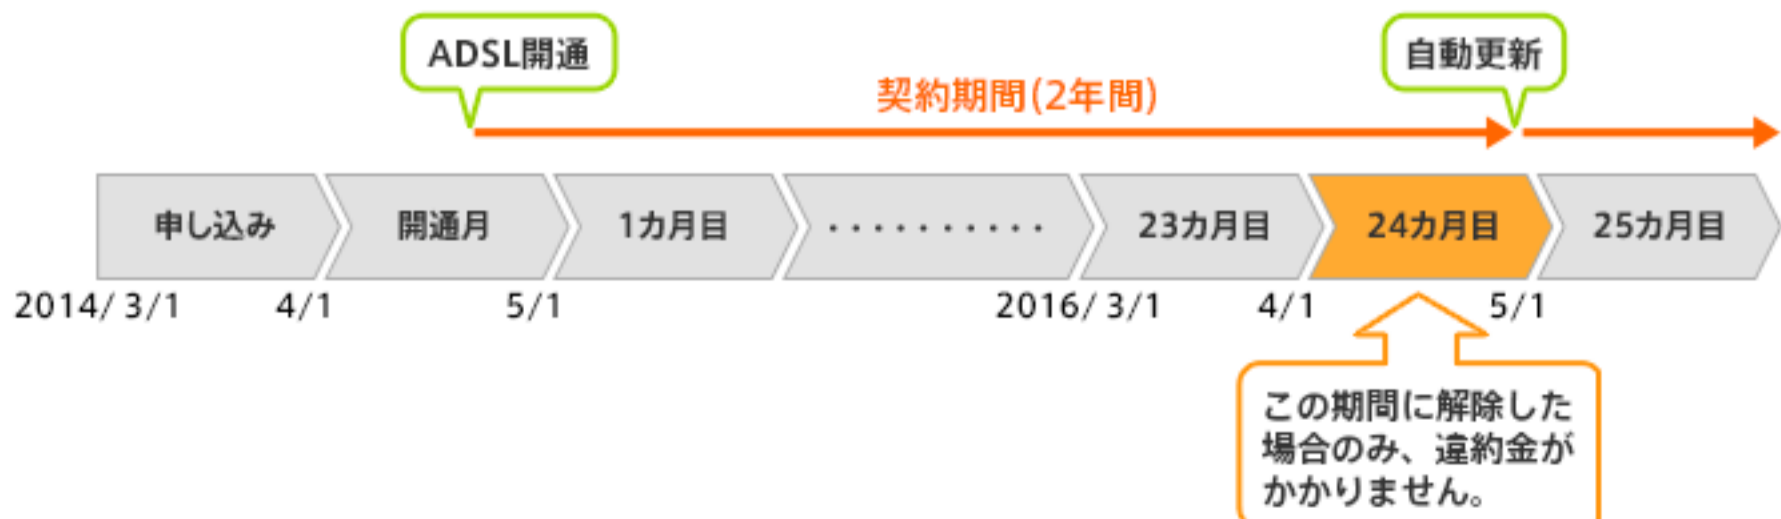 ADSL開通
自動更新
契約期間(2年間)
申し込み
開通月
1カ月目
··········
23カ月目
24カ月目
25カ月目
2014/ 3/1
4/1
5/1
2016/ 3/1
4/1
5/1
この期間に解除した
場合のみ、違約金が
かかりません。